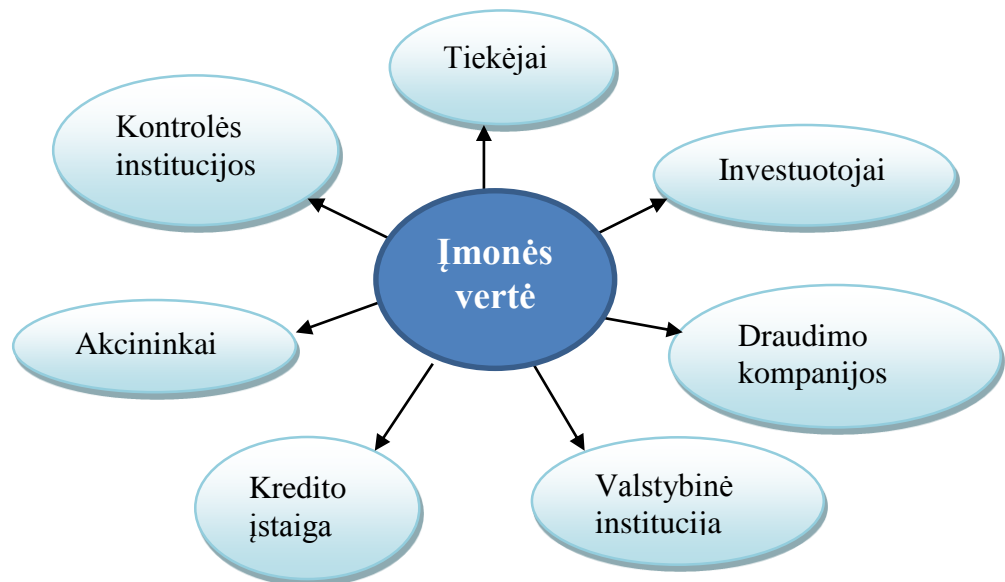 Tiekėjai
Kontrolės
institucijos
Investuotojai
Įmonės
vertė
Akcininkai
Draudimo
kompanijos
Kredito
įstaiga
Valstybinė
institucija